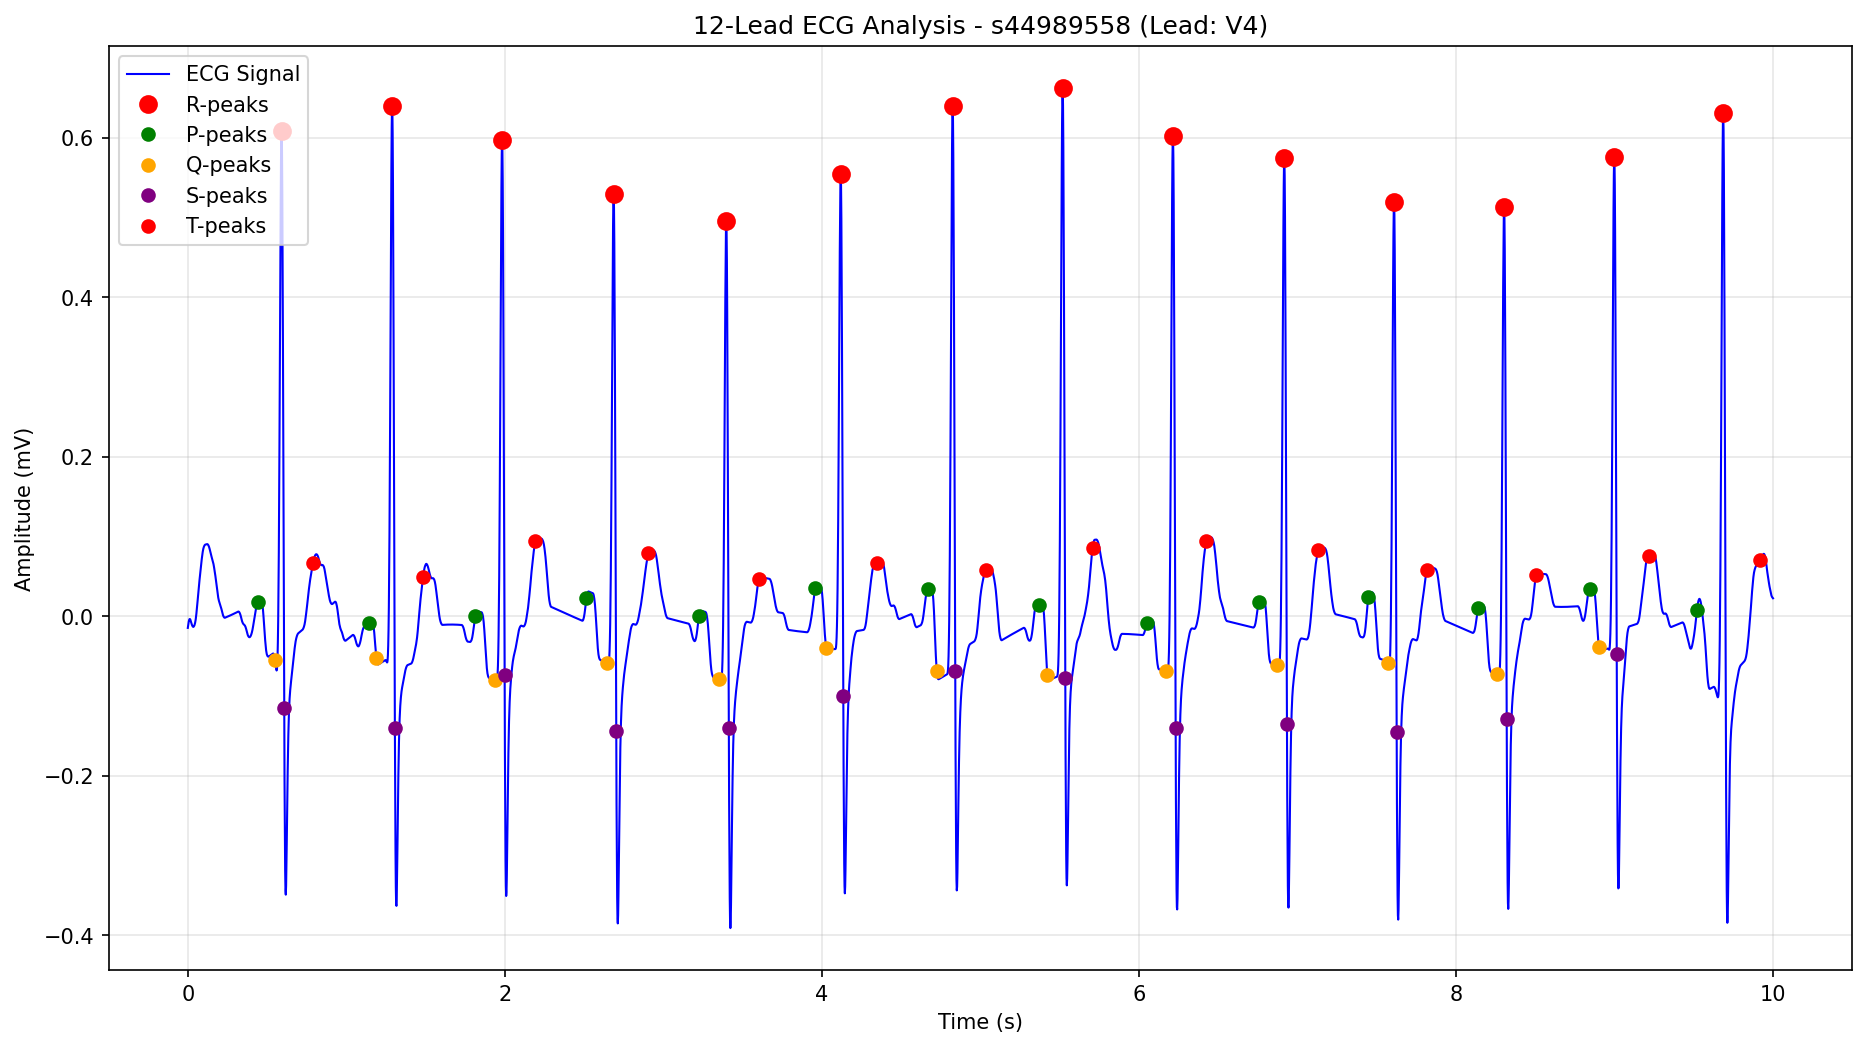 12-Lead ECG Analysis - s44989558 (Lead: V4)
ECG Signal
R-peaks
P-peaks
Q-peaks
S-peaks
T-peaks
Amplitude (mV)
0.6
0.4
0.2
0.0
−0.2
−0.4
0 2 4 6 8 10
Time (s)